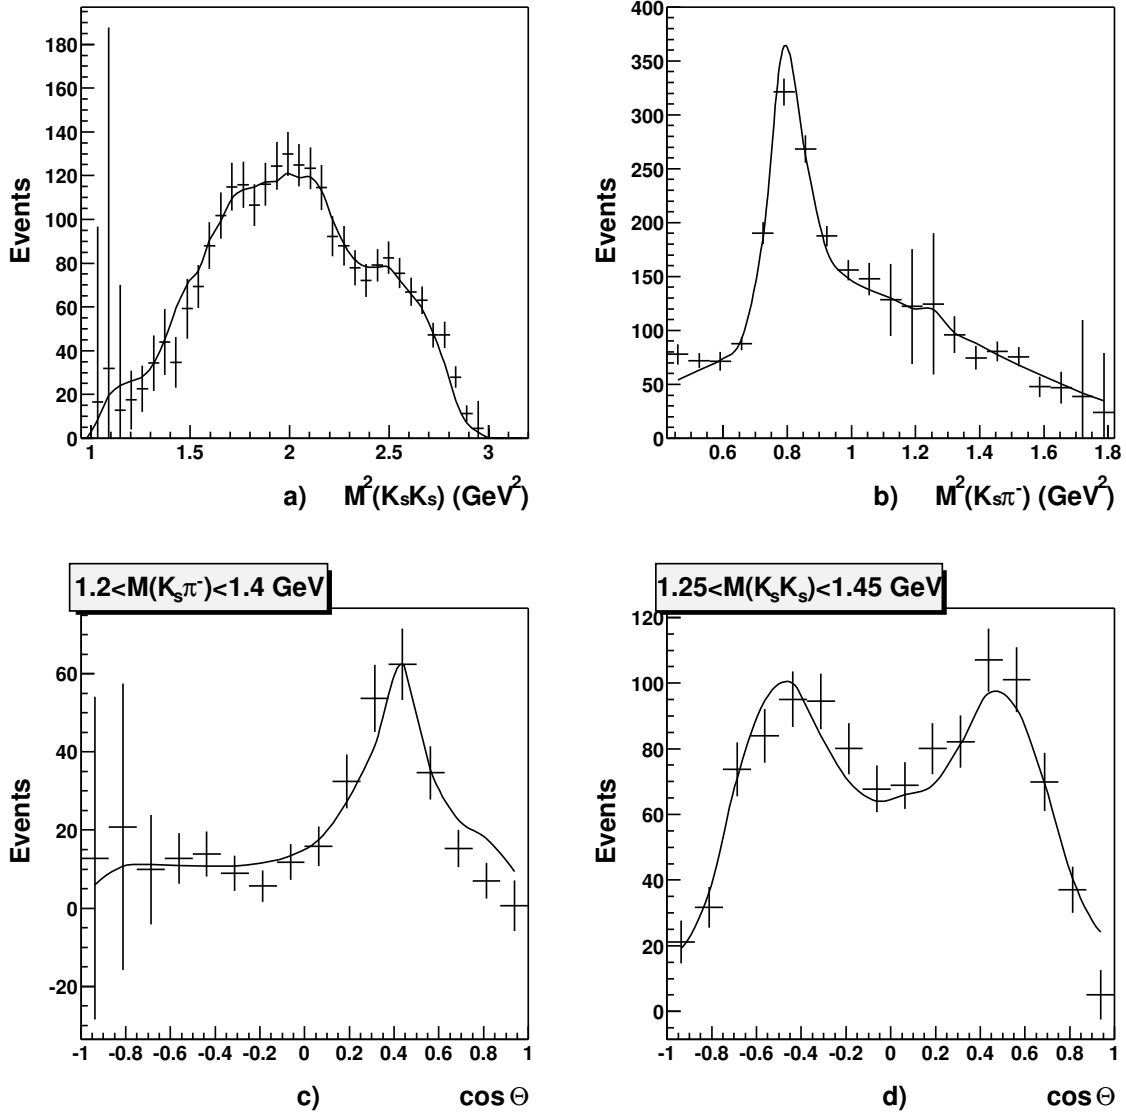 Events
180
160
140
120
100
80
60
40
20
0
1 1.5 2 2.5 3
a) M²(KₛKₛ) (GeV²)
Events
400
350
300
250
200
150
100
50
0
0.6 0.8 1 1.2 1.4 1.6 1.8
b) M²(Kₛπ⁻) (GeV²)
1.2<M(Kₛπ⁻)<1.4 GeV
Events
60
40
20
0
-20
-1 -0.8 -0.6 -0.4 -0.2 0 0.2 0.4 0.6 0.8 1
c) cos Θ
1.25<M(KₛKₛ)<1.45 GeV
Events
120
100
80
60
40
20
0
-1 -0.8 -0.6 -0.4 -0.2 0 0.2 0.4 0.6 0.8 1
d) cos Θ